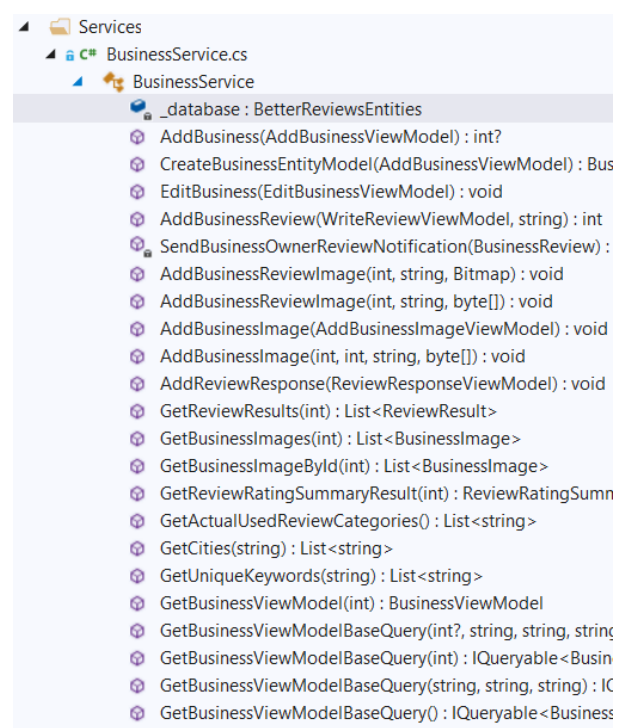 Services
C# BusinessService.cs
BusinessService
_database : BetterReviewsEntities
AddBusiness(AddBusinessViewModel) : int?
CreateBusinessEntityModel(AddBusinessViewModel) : Bus
EditBusiness(EditBusinessViewModel) : void
AddBusinessReview(WriteReviewViewModel, string) : int
SendBusinessOwnerReviewNotification(BusinessReview) :
AddBusinessReviewImage(int, string, Bitmap) : void
AddBusinessReviewImage(int, string, byte[]) : void
AddBusinessImage(AddBusinessImageViewModel) : void
AddBusinessImage(int, int, string, byte[]) : void
AddReviewResponse(ReviewResponseViewModel) : void
GetReviewResults(int) : List<ReviewResult>
GetBusinessImages(int) : List<BusinessImage>
GetBusinessImageById(int) : List<BusinessImage>
GetReviewRatingSummaryResult(int) : ReviewRatingSumm
GetActualUsedReviewCategories() : List<string>
GetCities(string) : List<string>
GetUniqueKeywords(string) : List<string>
GetBusinessViewModel(int) : BusinessViewModel
GetBusinessViewModelBaseQuery(int?, string, string, string
GetBusinessViewModelBaseQuery(int) : IQueryable<Busin
GetBusinessViewModelBaseQuery(string, string, string) : IQ
GetBusinessViewModelBaseQuery() : IQueryable<Business